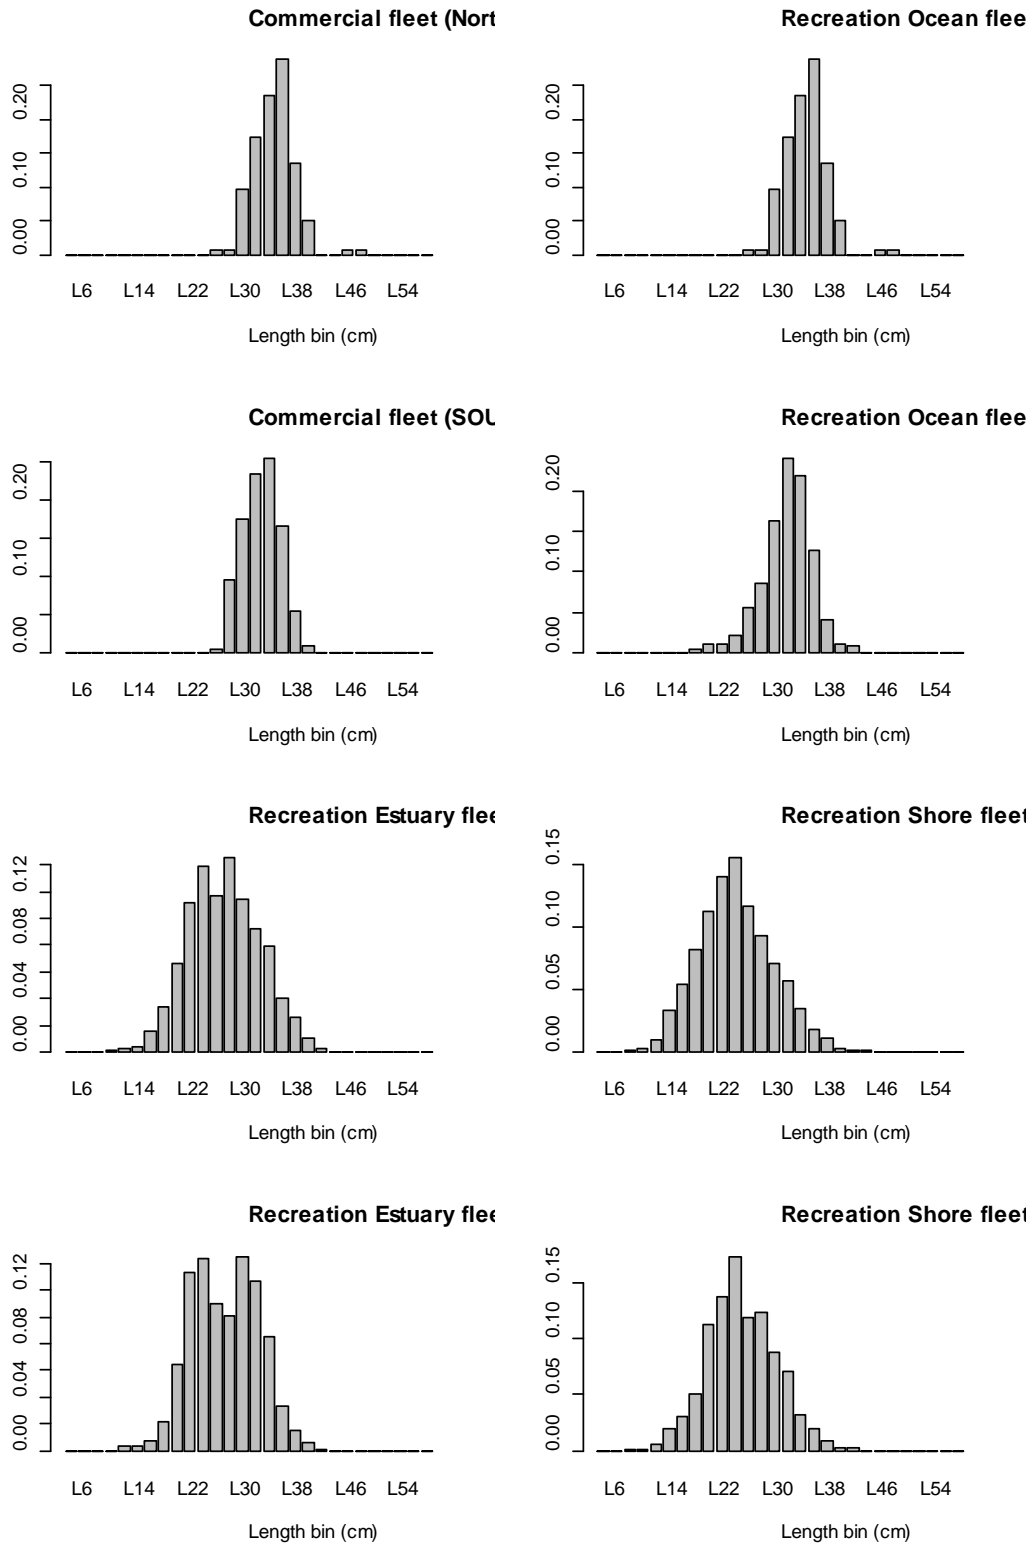 Commercial fleet (Nort
Recreation Ocean flee
0.00 0.10 0.20
0.00 0.10 0.20
L6 L14 L22 L30 L38 L46 L54
L6 L14 L22 L30 L38 L46 L54
Length bin (cm)
Length bin (cm)
Commercial fleet (SOU
Recreation Ocean flee
0.00 0.10 0.20
0.00 0.10 0.20
L6 L14 L22 L30 L38 L46 L54
L6 L14 L22 L30 L38 L46 L54
Length bin (cm)
Length bin (cm)
Recreation Estuary flee
Recreation Shore fleet
0.00 0.04 0.08 0.12
0.00 0.05 0.10 0.15
L6 L14 L22 L30 L38 L46 L54
L6 L14 L22 L30 L38 L46 L54
Length bin (cm)
Length bin (cm)
Recreation Estuary flee
Recreation Shore fleet
0.00 0.04 0.08 0.12
0.00 0.05 0.10 0.15
L6 L14 L22 L30 L38 L46 L54
L6 L14 L22 L30 L38 L46 L54
Length bin (cm)
Length bin (cm)